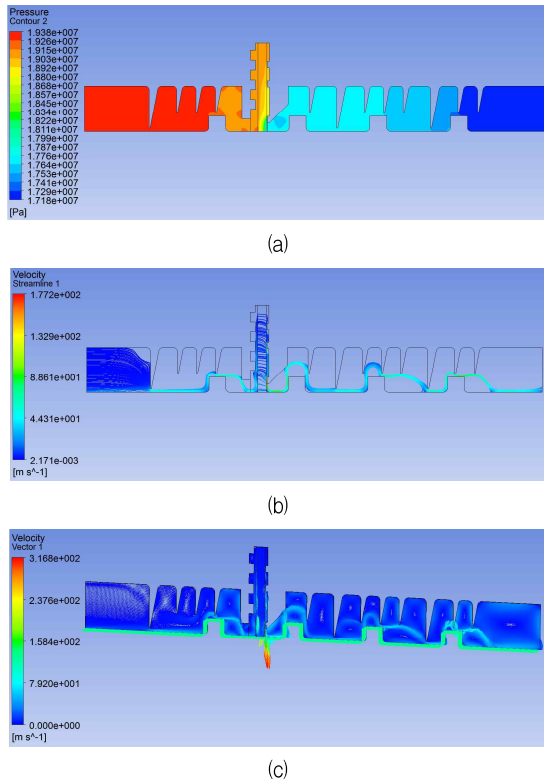 Pressure
Contour 2
1.938e+007
1.926e+007
1.915e+007
1.903e+007
1.892e+007
1.880e+007
1.868e+007
1.857e+007
1.845e+007
1.834e+007
1.822e+007
1.811e+007
1.799e+007
1.787e+007
1.776e+007
1.764e+007
1.753e+007
1.741e+007
1.729e+007
1.718e+007
[Pa]
(a)
Velocity
Streamline 1
1.772e+002
1.329e+002
8.861e+001
4.431e+001
2.171e-003
[m s^-1]
(b)
Velocity
Vector 1
3.168e+002
2.376e+002
1.584e+002
7.920e+001
0.000e+000
[m s^-1]
(c)